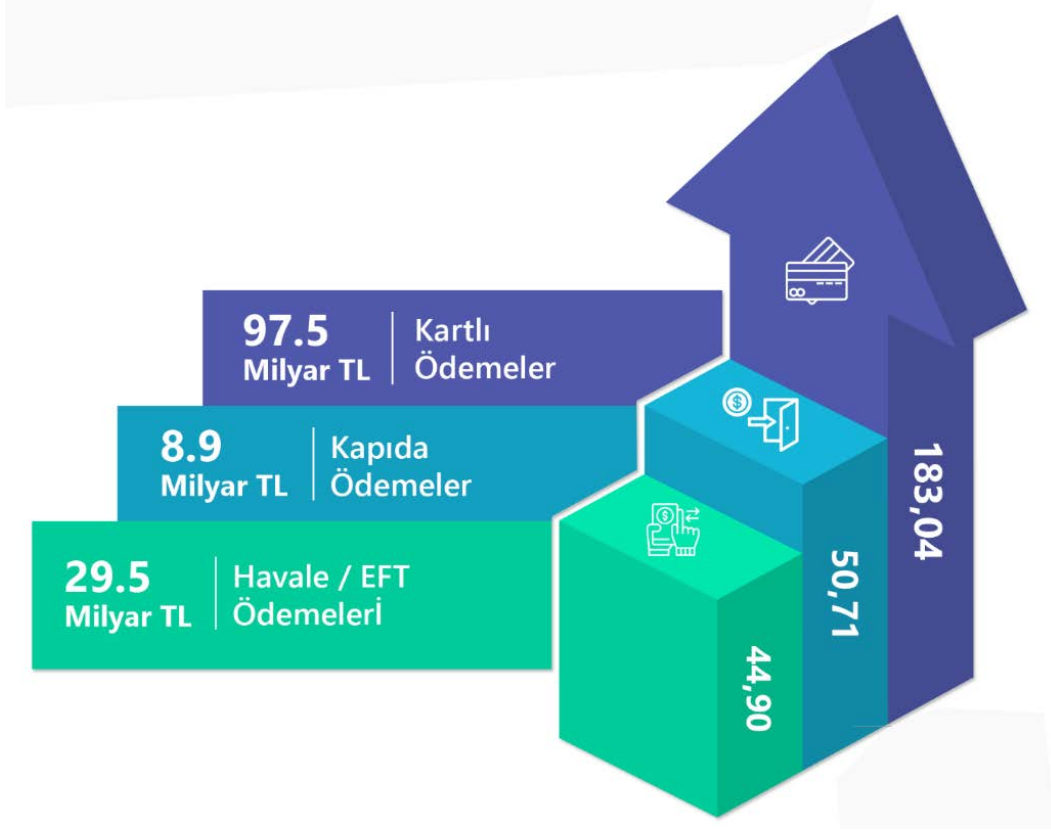 97.5
Milyar TL
Kartlı
Ödemeler
183,04
8.9
Milyar TL
Kapıda
Ödemeler
50,71
29.5
Milyar TL
Havale / EFT
Ödemelerİ
44,90